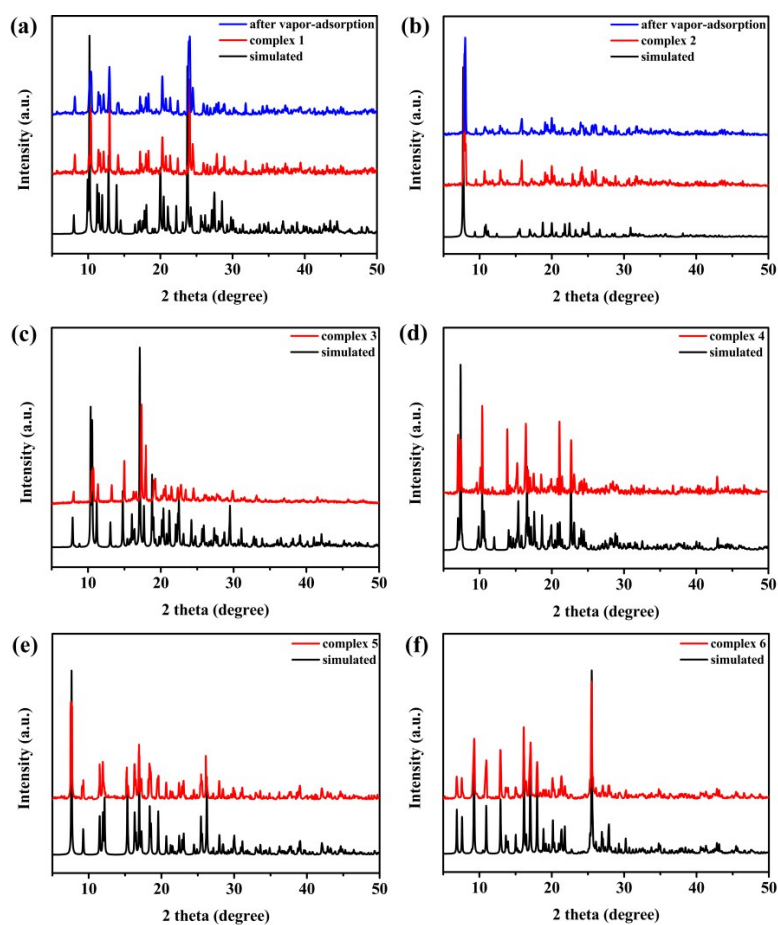 (a)
after vapor-adsorption
complex 1
simulated
Intensity (a.u.)
10 20 30 40 50
2 theta (degree)
(b)
after vapor-adsorption
complex 2
simulated
Intensity (a.u.)
10 20 30 40 50
2 theta (degree)
(c)
complex 3
simulated
Intensity (a.u.)
10 20 30 40 50
2 theta (degree)
(d)
complex 4
simulated
Intensity (a.u.)
10 20 30 40 50
2 theta (degree)
(e)
complex 5
simulated
Intensity (a.u.)
10 20 30 40 50
2 theta (degree)
(f)
complex 6
simulated
Intensity (a.u.)
10 20 30 40 50
2 theta (degree)